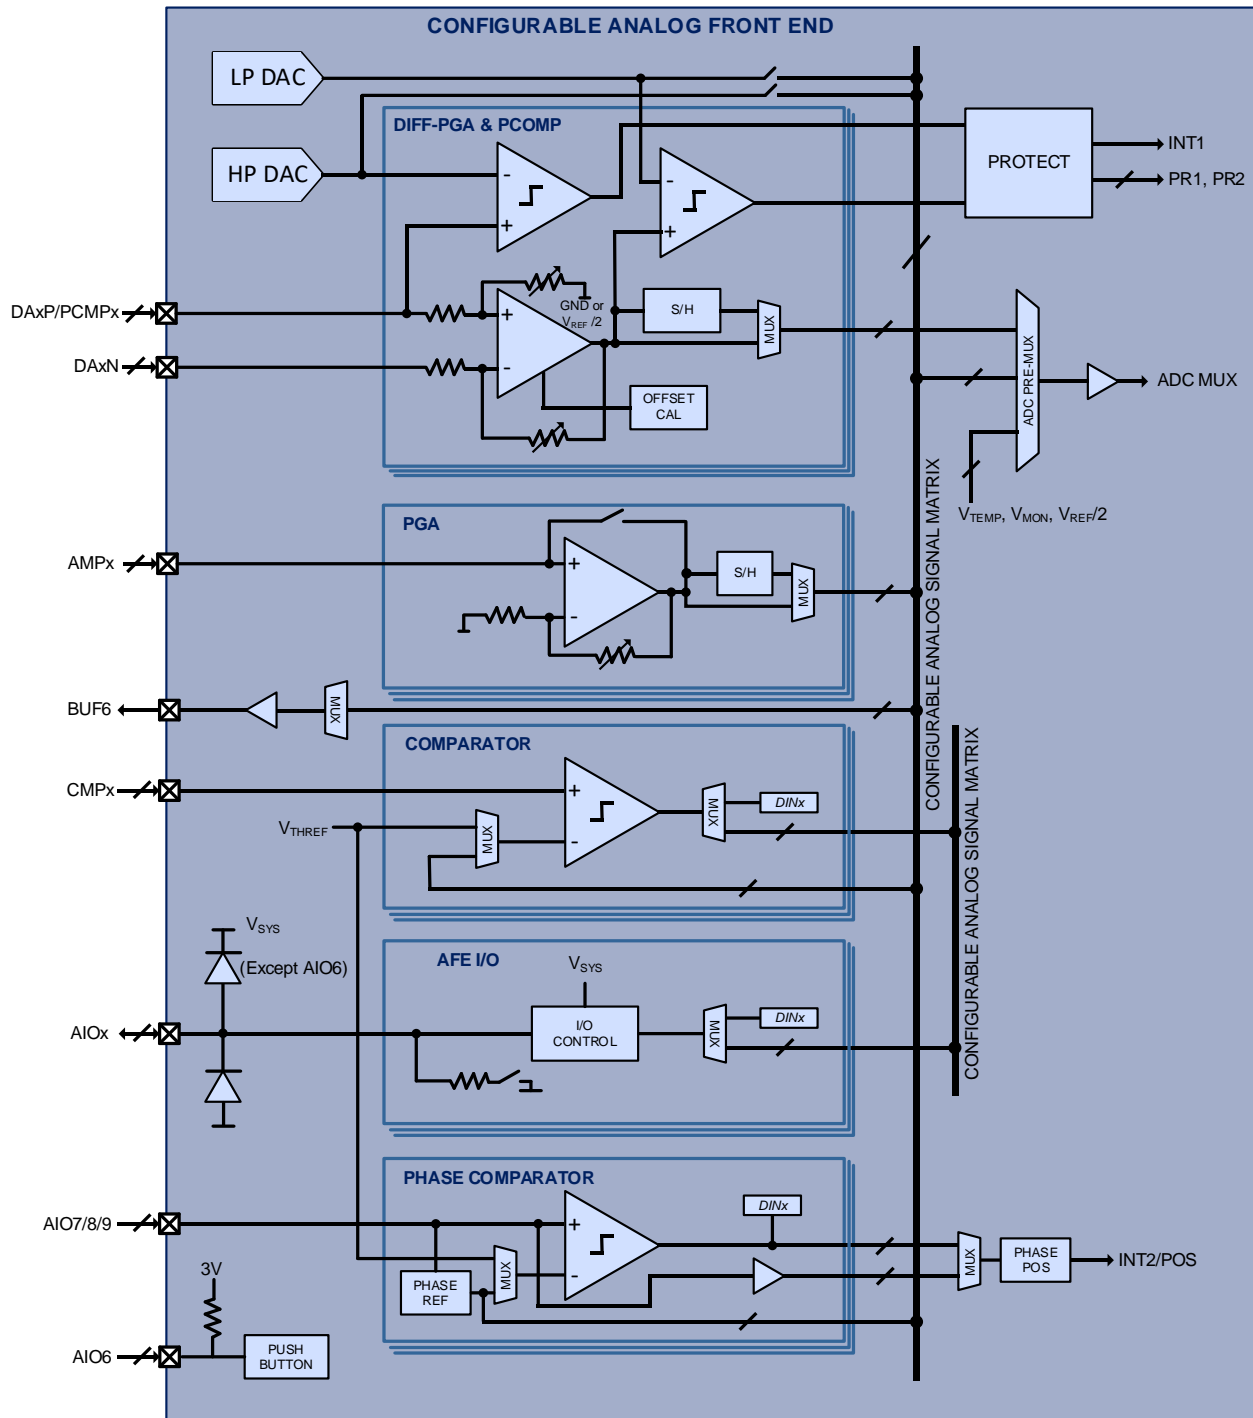 CONFIGURABLE ANALOG FRONT END
LP DAC
HP DAC
DIFF-PGA & PCOMP
-
+
-
+
PROTECT
INT1
PR1, PR2
DAxP/PCMPx
DAxN
+
-
GND or
VREF /2
S/H
MUX
OFFSET
CAL
ADC PRE-MUX
ADC MUX
VTEMP, VMON, VREF/2
CONFIGURABLE ANALOG SIGNAL MATRIX
PGA
AMPx
+
-
S/H
MUX
BUF6
MUX
COMPARATOR
CMPx
+
-
VTHREF
MUX
MUX
DINx
CONFIGURABLE ANALOG SIGNAL MATRIX
VSYS
(Except AIO6)
AFE I/O
VSYS
AIOx
I/O
CONTROL
MUX
DINx
PHASE COMPARATOR
AIO7/8/9
+
-
DINx
MUX
PHASE
REF
MUX
PHASE
POS
INT2/POS
3V
AIO6
PUSH
BUTTON